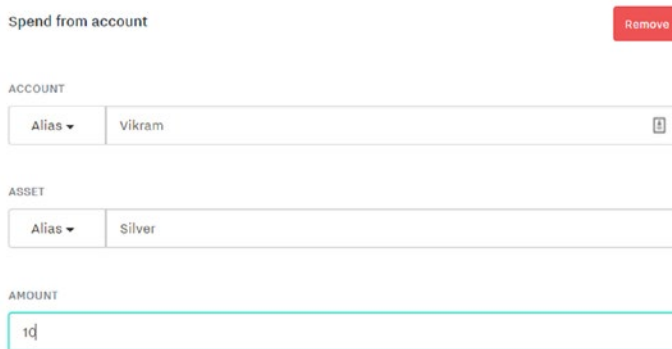 Spend from account
Remove
ACCOUNT
Alias Vikram
ASSET
Alias Silver
AMOUNT
10